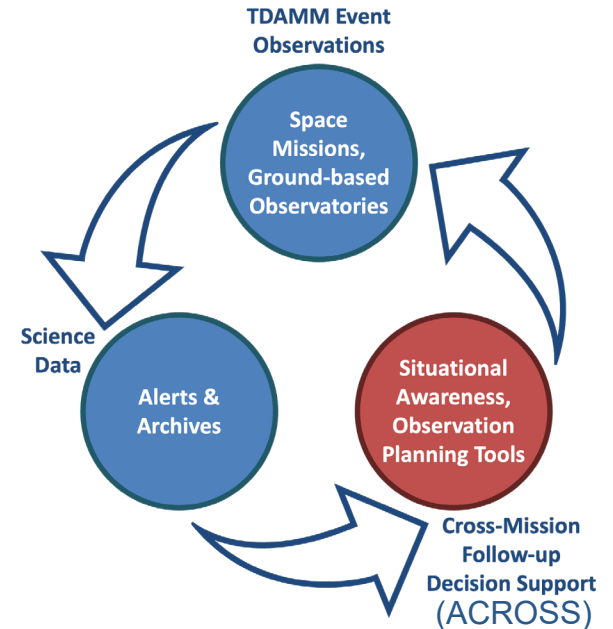 TDAMM Event
Observations
Space
Missions,
Ground-based
Observatories
Science
Data
Alerts &
Archives
Situational
Awareness,
Observation
Planning Tools
Cross-Mission
Follow-up
Decision Support
(ACROSS)